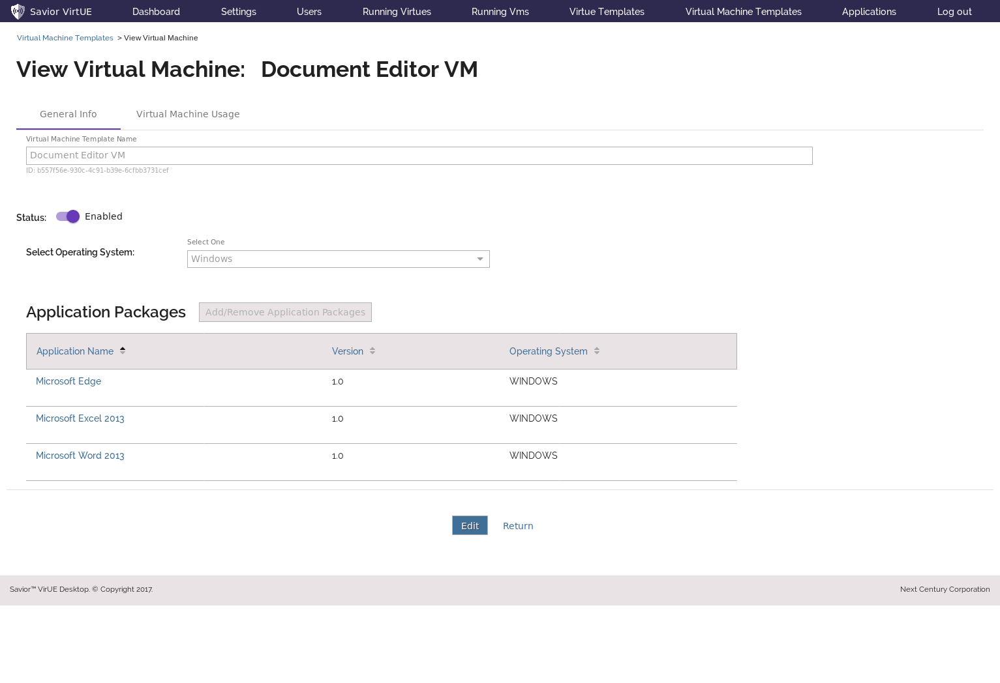 Savior VirtUE Dashboard Settings Users Running Virtues Running Vms Virtue Templates Virtual Machine Templates Applications Log out
Virtual Machine Templates > View Virtual Machine
View Virtual Machine: Document Editor VM
General Info Virtual Machine Usage
Virtual Machine Template Name
Document Editor VM
ID: b557f56e-930c-4c91-b39e-6cfbb3731cef
Status: Enabled
Select One
Select Operating System:
Windows
Application Packages Add/Remove Application Packages
Application Name Version Operating System
Microsoft Edge 1.0 WINDOWS
Microsoft Excel 2013 1.0 WINDOWS
Microsoft Word 2013 1.0 WINDOWS
Edit Return
Savior™ VirUE Desktop. © Copyright 2017. Next Century Corporation